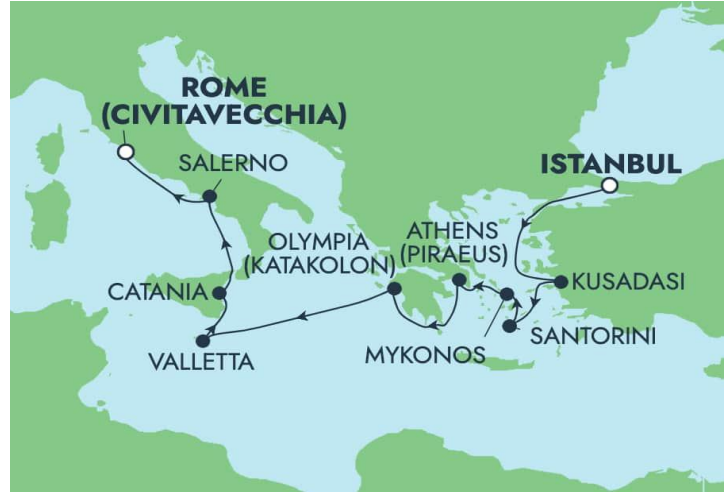 ROME
(CIVITAVECCHIA)
SALERNO
ISTANBUL
OLYMPIA
(KATAKOLON)
ATHENS
(PIRAEUS)
CATANIA
KUSADASI
SANTORINI
MYKONOS
VALLETTA